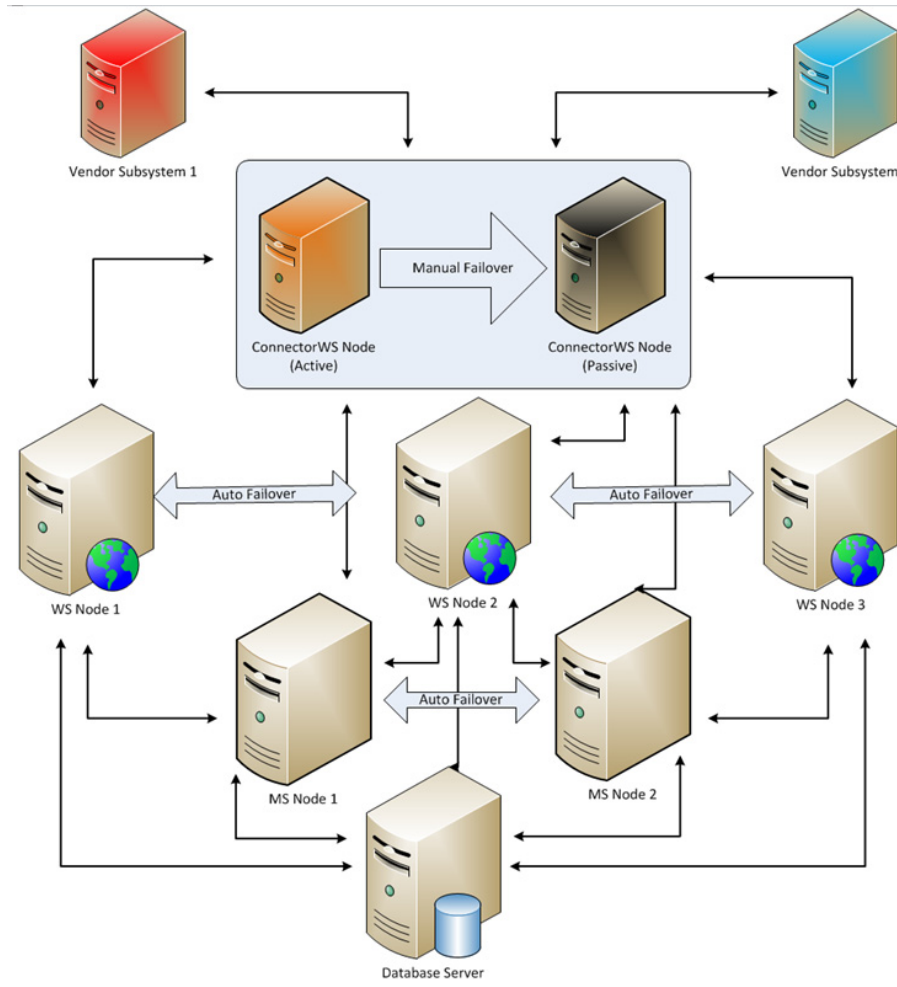 Vendor Subsystem 1
Vendor Subsystem
Manual Failover
ConnectorWS Node
(Active)
ConnectorWS Node
(Passive)
Auto Failover
Auto Failover
WS Node 1
WS Node 2
WS Node 3
Auto Failover
MS Node 1
MS Node 2
Database Server